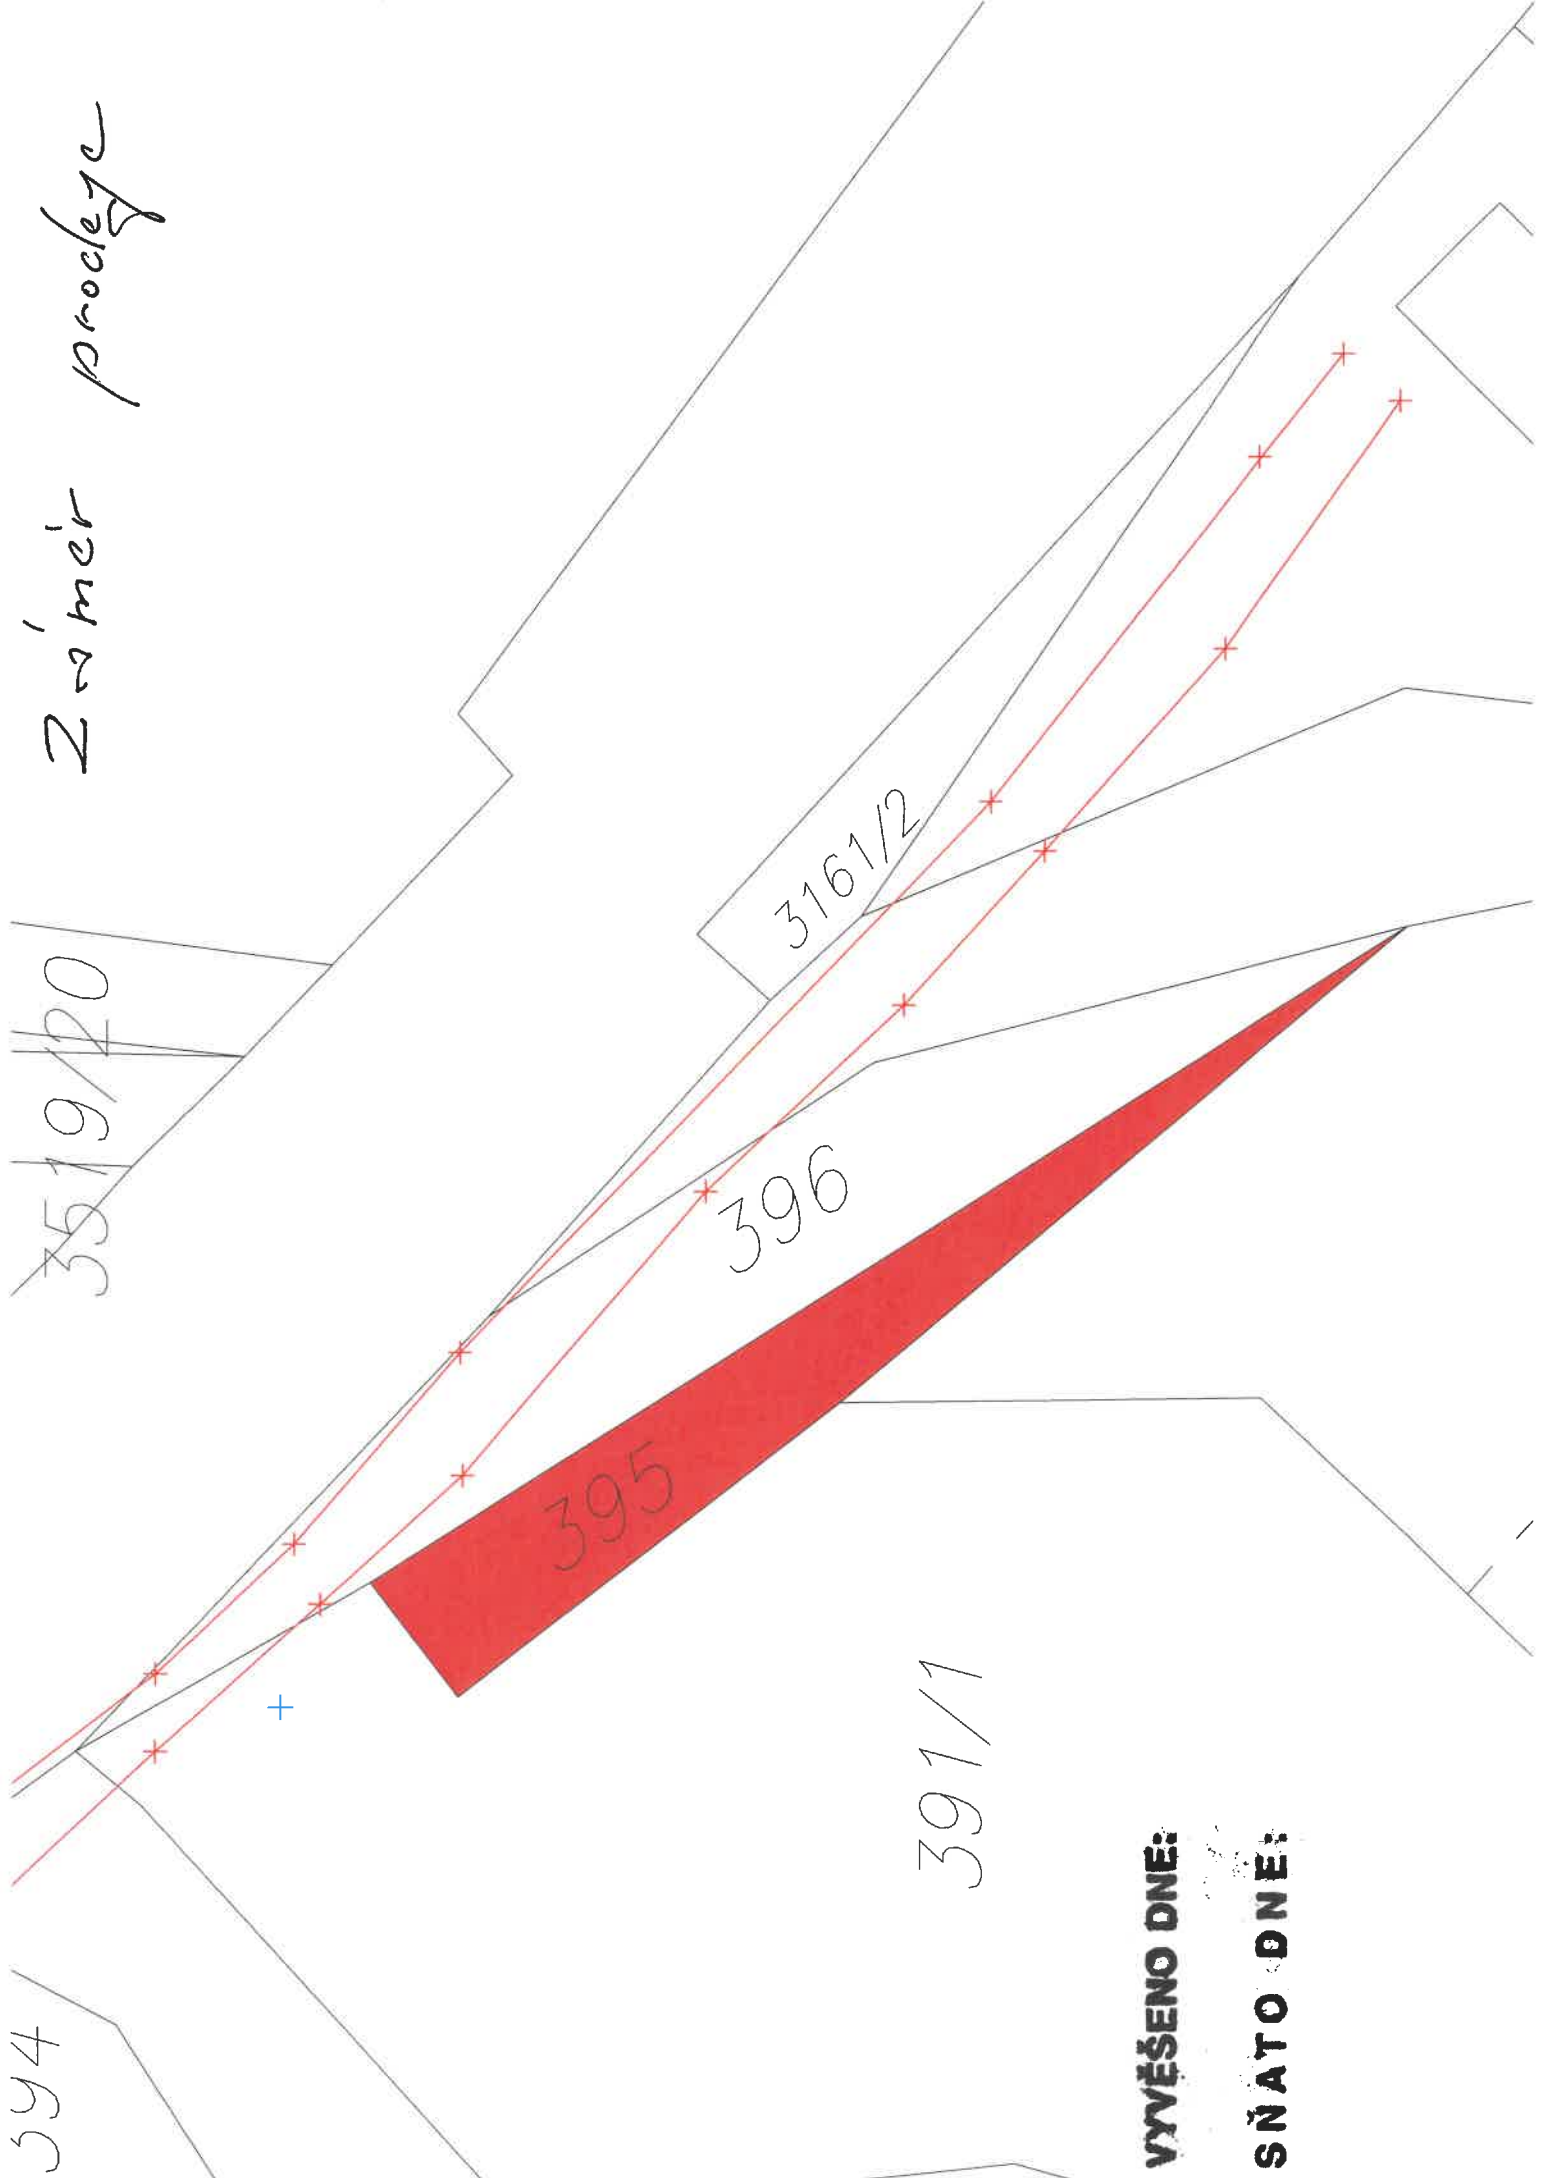 Záměr prodeje
3519/20
3161/2
396
395
394
391/1
VYVĚŠENO DNE:
SŇATO DNE: